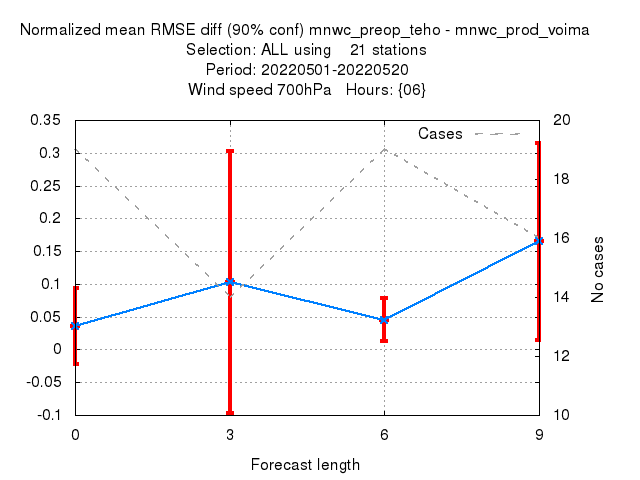 Normalized mean RMSE diff (90% conf) mnwc_preop_teho - mnwc_prod_voima
Selection: ALL using    21 stations
Period: 20220501-20220520
Wind speed 700hPa   Hours: {06}
Cases
0.35
0.3
0.25
0.2
0.15
0.1
0.05
0
-0.05
-0.1
20
18
16
14
12
10
No cases
0 3 6 9
Forecast length